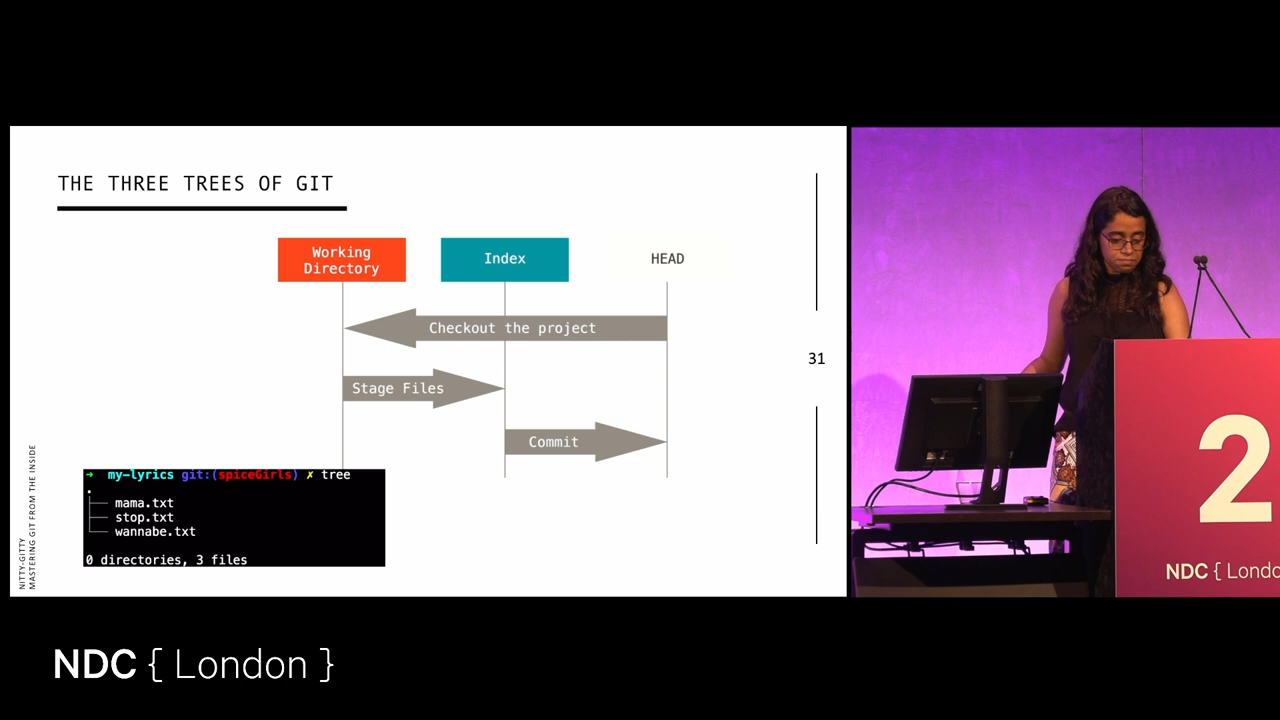 THE THREE TREES OF GIT
Working
Directory
Index
HEAD
Checkout the project
Stage Files
Commit
31
➜ my-lyrics git:(spiceGirls) ✗ tree
.
├── mama.txt
├── stop.txt
└── wannabe.txt
0 directories, 3 files
NITTY-GITTY
MASTERING GIT FROM THE INSIDE
2
NDC { Londo
NDC { London }